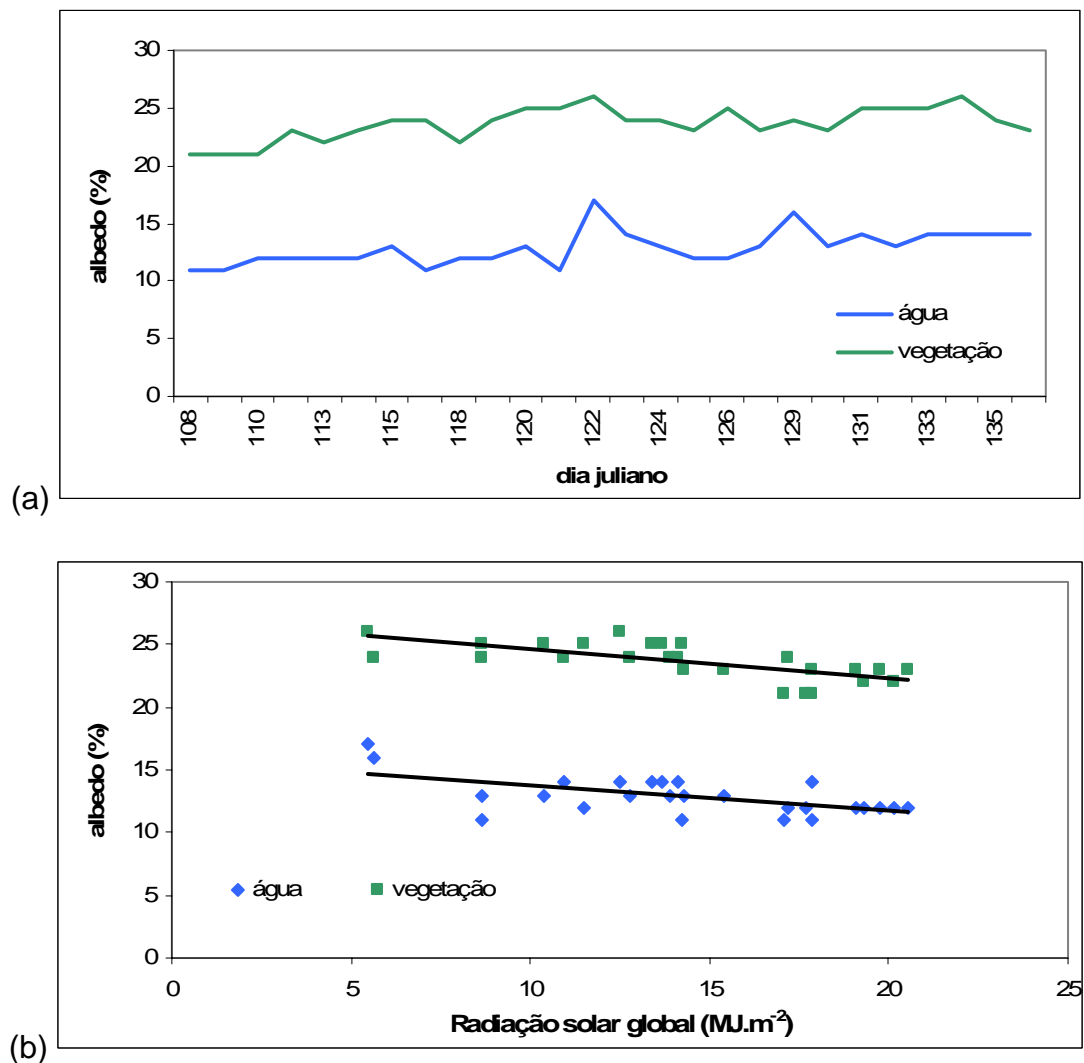 30
25
20
15
10
5
0
albedo (%)
água
vegetação
108
110
113
115
118
120
122
124
126
129
131
133
135
dia juliano
(a)
30
25
20
15
10
5
0
albedo (%)
água
vegetação
0 5 10 15 20 25
Radiação solar global (MJ.m⁻²)
(b)